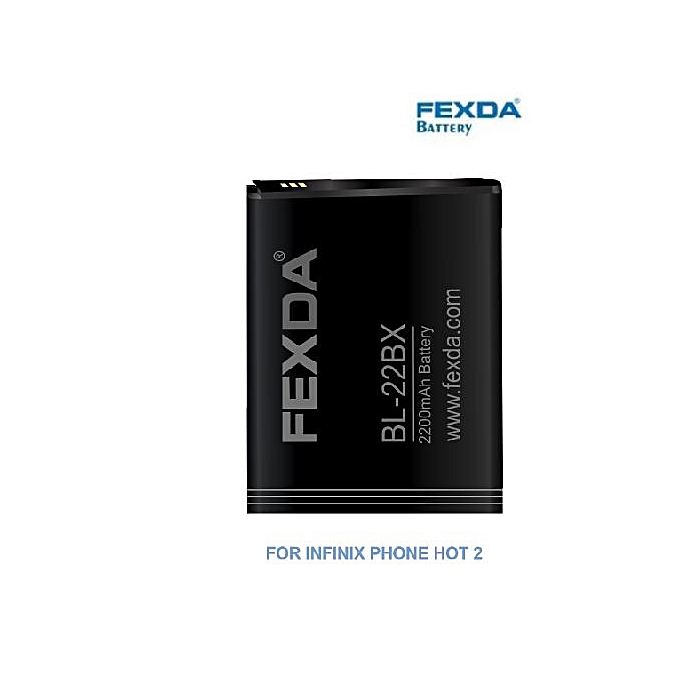 FEXDA®
BATTERY
FEXDA®
BL-22BX
2200mAh Battery
www.fexda.com
FOR INFINIX PHONE HOT 2